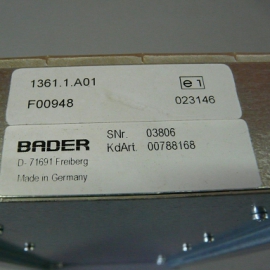 1361.1.A01 e1
F00948 023146
BADER SNr. 03806
KdArt. 00788168
D- 71691 Freiberg
Made in Germany